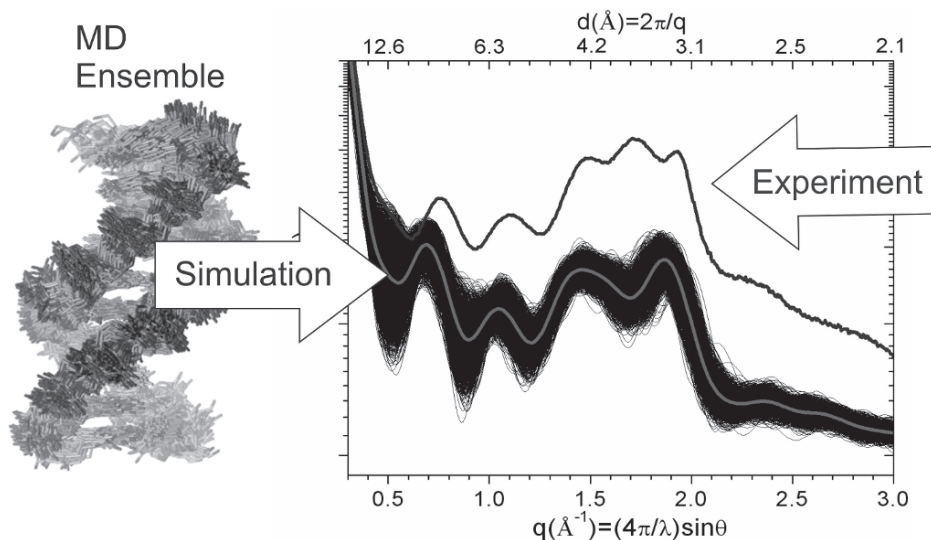 MD
Ensemble
d(Å)=2π/q
12.6 6.3 4.2 3.1 2.5 2.1
Experiment
Simulation
0.5 1.0 1.5 2.0 2.5 3.0
q(Å⁻¹)=(4π/λ)sinθ